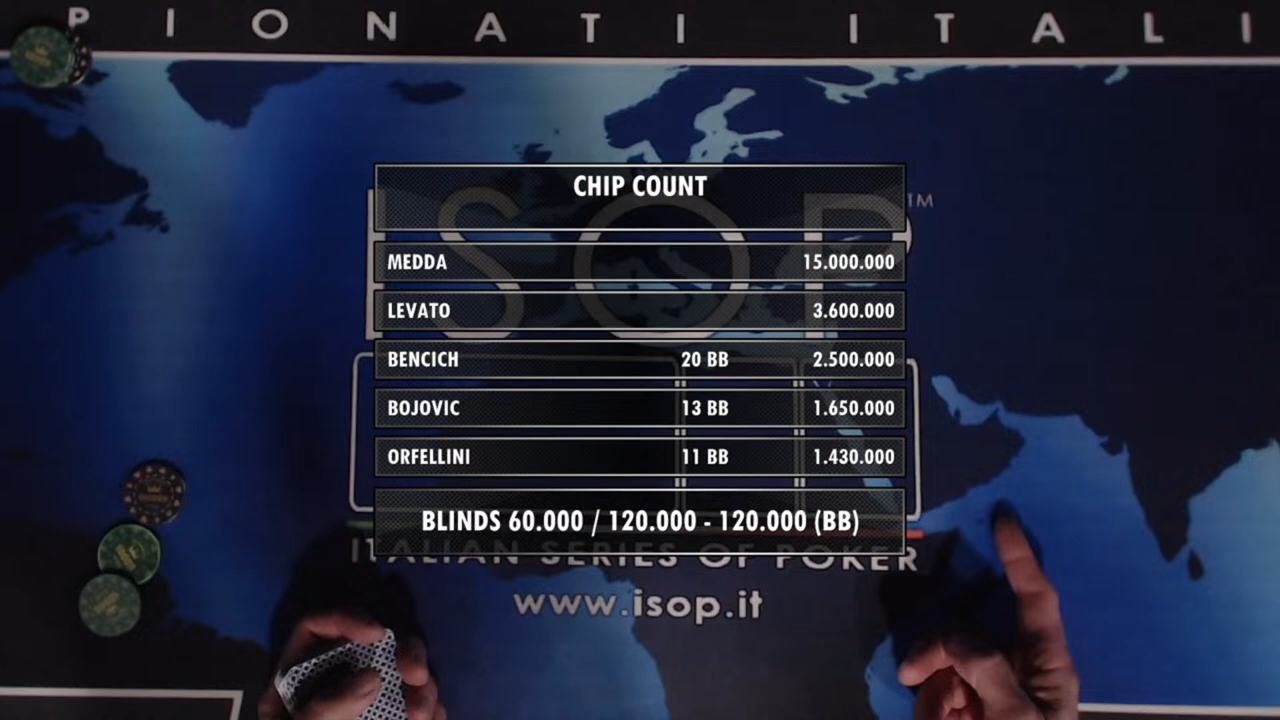 PIONATI ITALI
CHIP COUNT
ISOP™
MEDDA 15.000.000
LEVATO 3.600.000
BENCICH 20 BB 2.500.000
BOJOVIC 13 BB 1.650.000
ORFELLINI 11 BB 1.430.000
BLINDS 60.000 / 120.000 - 120.000 (BB)
ITALIAN SERIES OF POKER
www.isop.it